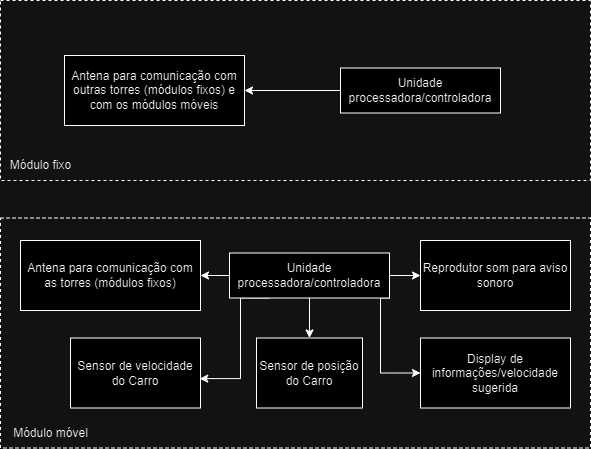 Antena para comunicação com
outras torres (módulos fixos) e
com os módulos móveis
Unidade
processadora/controladora
Módulo fixo
Antena para comunicação com
as torres (módulos fixos)
Unidade
processadora/controladora
Reprodutor som para aviso
sonoro
Sensor de velocidade
do Carro
Sensor de posição
do Carro
Display de
informações/velocidade
sugerida
Módulo móvel